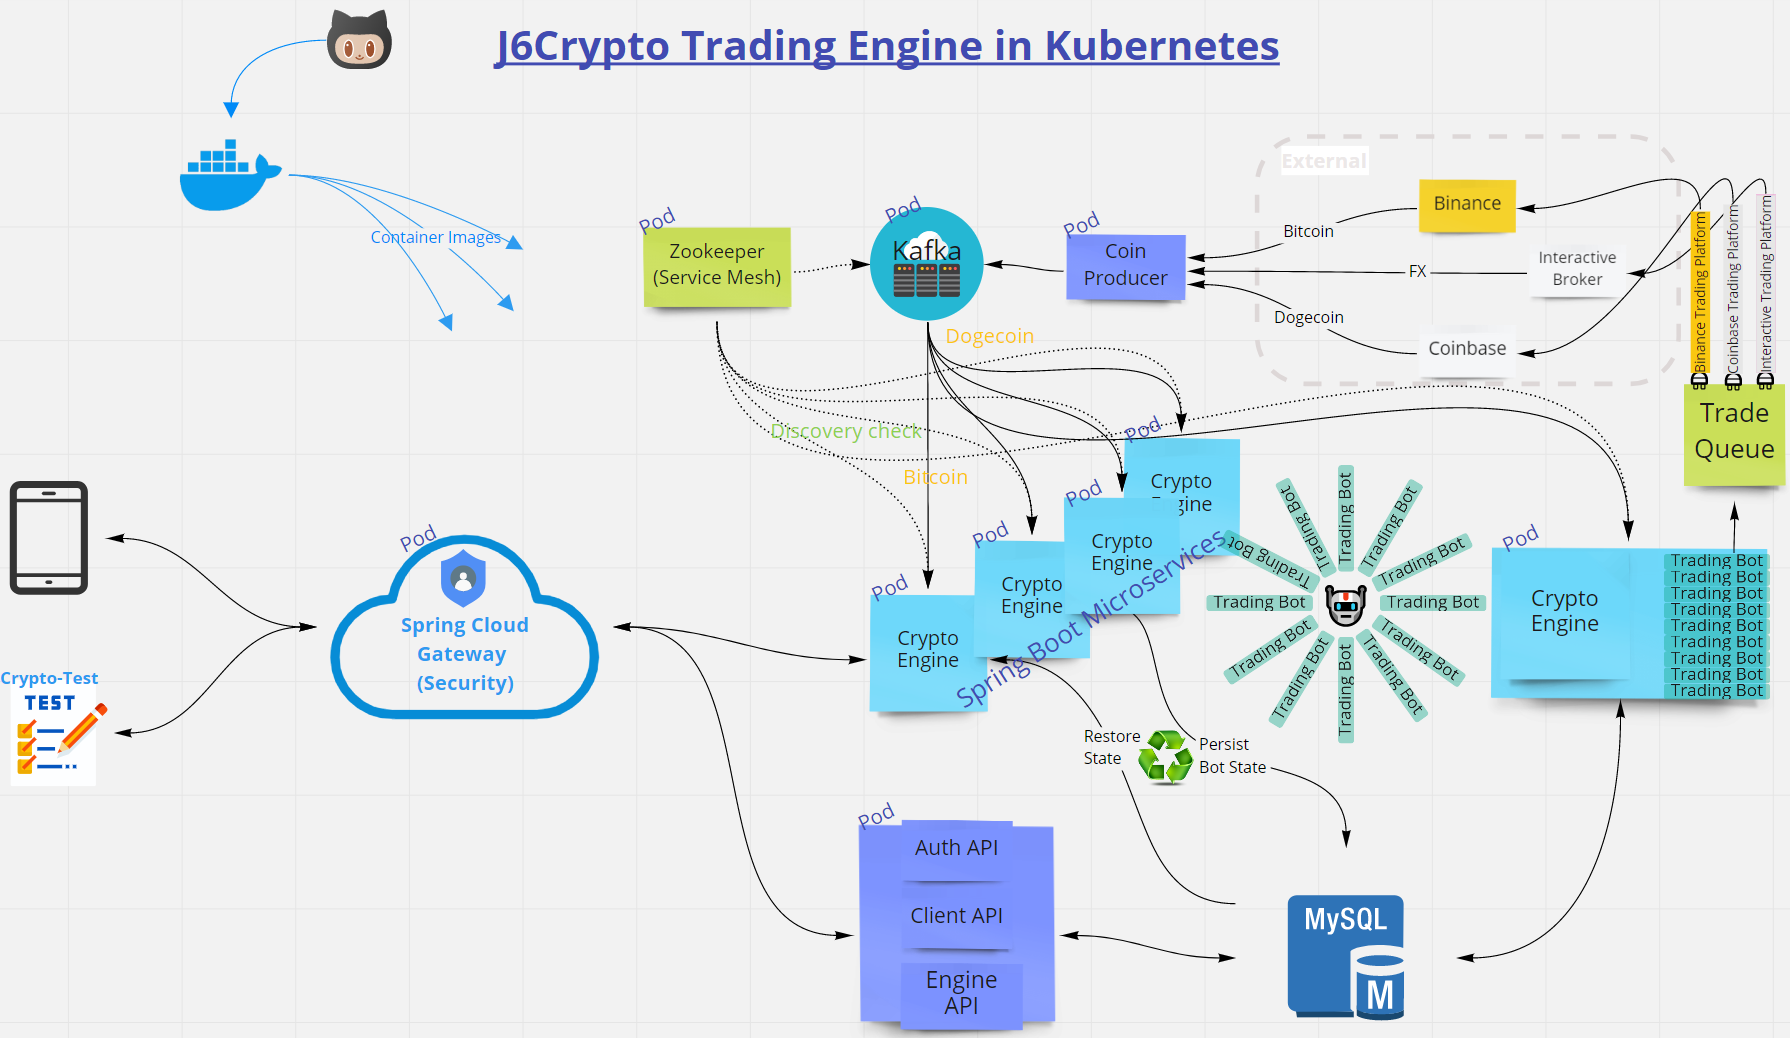 J6Crypto Trading Engine in Kubernetes
Container Images
Pod
Zookeeper
(Service Mesh)
Pod
Kafka
Pod
Coin
Producer
External
Bitcoin
FX
Dogecoin
Binance
Interactive
Broker
Coinbase
Binance Trading Platform
Coinbase Trading Platform
Interactive Trading Platform
Trade
Queue
Dogecoin
Discovery check
Bitcoin
Pod
Crypto
Engine
Pod
Crypto
Engine
Pod
Crypto
Engine
Pod
Crypto
Engine
Spring Boot Microservices
Trading Bot
Trading Bot
Trading Bot
Trading Bot
Trading Bot
Trading Bot
Trading Bot
Trading Bot
Trading Bot
Trading Bot
Trading Bot
Trading Bot
Pod
Crypto
Engine
Trading Bot
Trading Bot
Trading Bot
Trading Bot
Trading Bot
Trading Bot
Trading Bot
Trading Bot
Trading Bot
Pod
Spring Cloud
Gateway
(Security)
Crypto-Test
TEST
Restore
State
Persist
Bot State
Pod
Auth API
Client API
Engine
API
MySQL
M